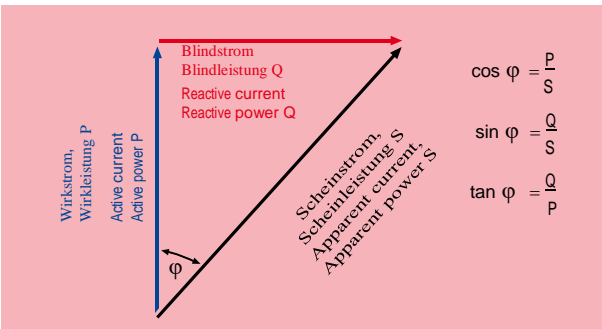 Blindstrom
Blindleistung Q
Reactive current
Reactive power Q
Wirkstrom,
Wirkleistung P
Active current
Active power P
Scheinstrom,
Scheinleistung S
Apparent current,
Apparent power S
φ
cos φ = P/S
sin φ = Q/S
tan φ = Q/P